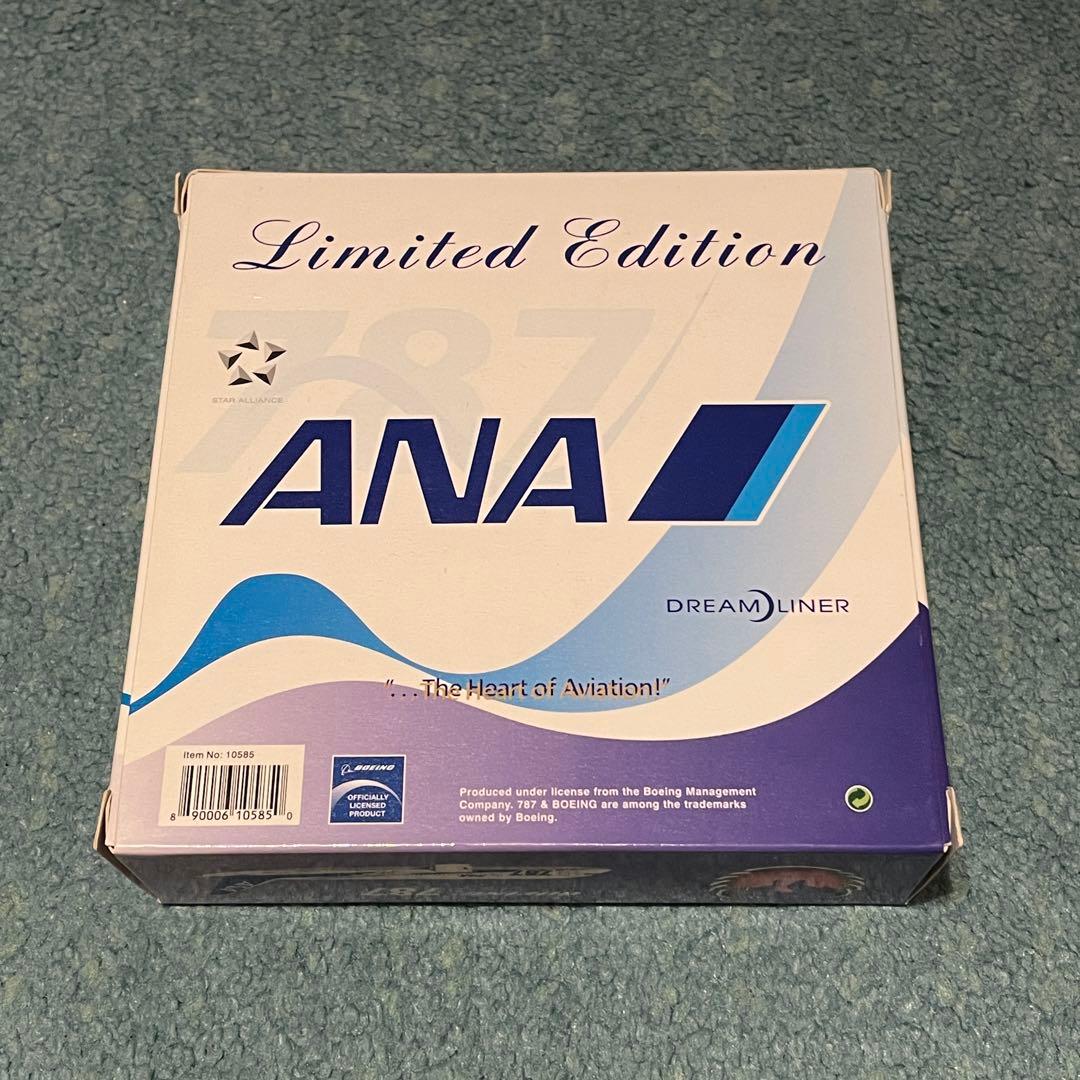 Limited Edition
787
STAR ALLIANCE
ANA
DREAMLINER
"...The Heart of Aviation!"
Item No: 10585
8 90006 10585 0
BOEING
OFFICIALLY
LICENSED
PRODUCT
Produced under license from the Boeing Management
Company. 787 & BOEING are among the trademarks
owned by Boeing.
787
787